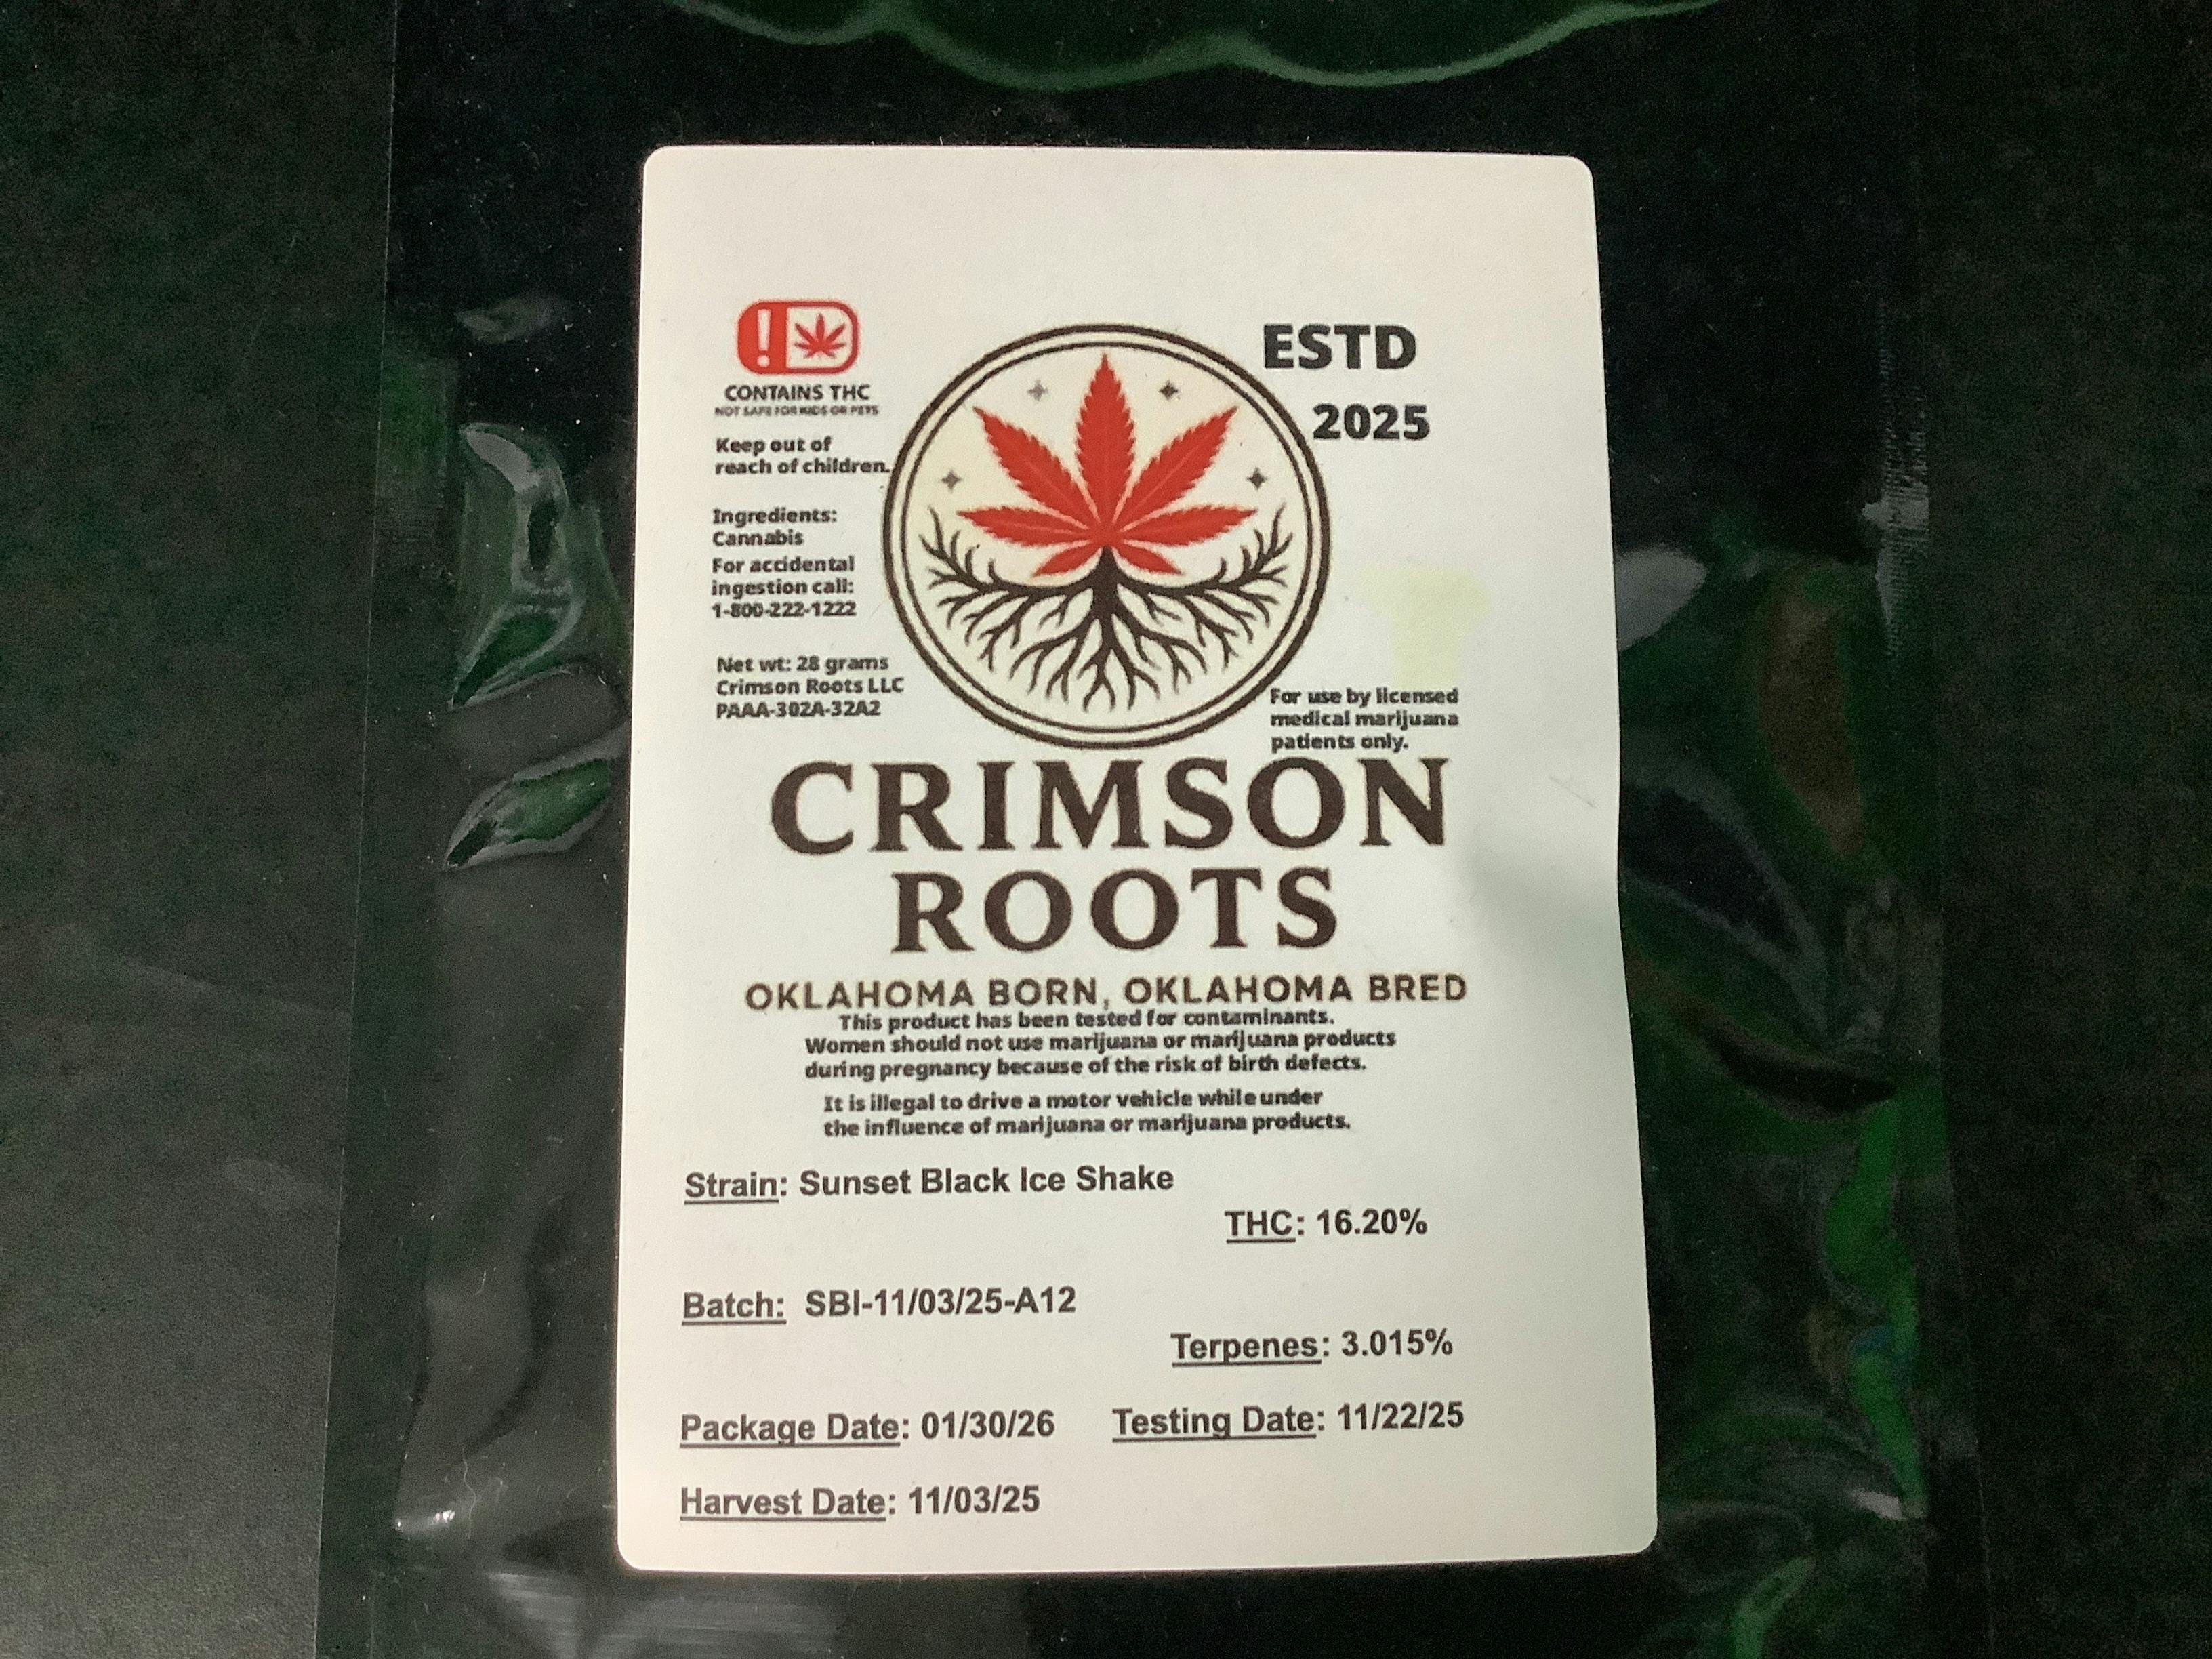 CONTAINS THC
NOT SAFE FOR KIDS OR PETS
Keep out of
reach of children.
Ingredients:
Cannabis
For accidental
ingestion call:
1-800-222-1222
Net wt: 28 grams
Crimson Roots LLC
PAAA-302A-32A2
ESTD
2025
For use by licensed
medical marijuana
patients only.
CRIMSON
ROOTS
OKLAHOMA BORN, OKLAHOMA BRED
This product has been tested for contaminants.
Women should not use marijuana or marijuana products
during pregnancy because of the risk of birth defects.
It is illegal to drive a motor vehicle while under
the influence of marijuana or marijuana products.
Strain: Sunset Black Ice Shake
THC: 16.20%
Batch: SBI-11/03/25-A12
Terpenes: 3.015%
Package Date: 01/30/26 Testing Date: 11/22/25
Harvest Date: 11/03/25